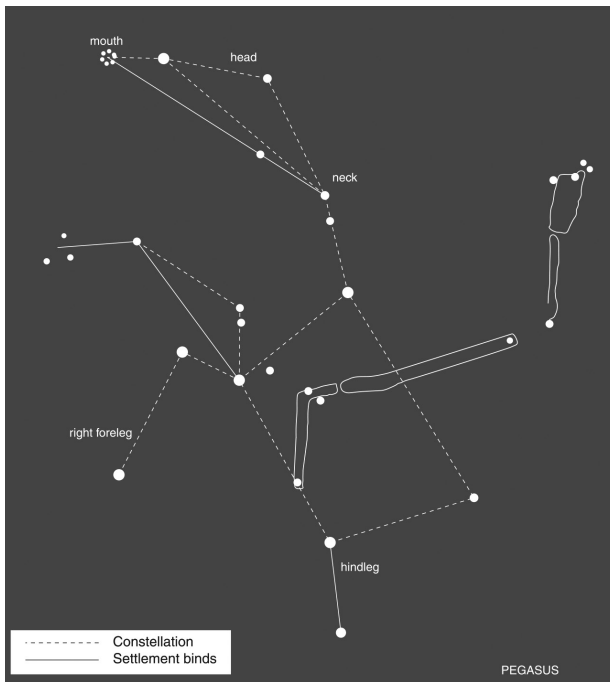 mouth
head
neck
right foreleg
hindleg
Constellation
Settlement binds
PEGASUS